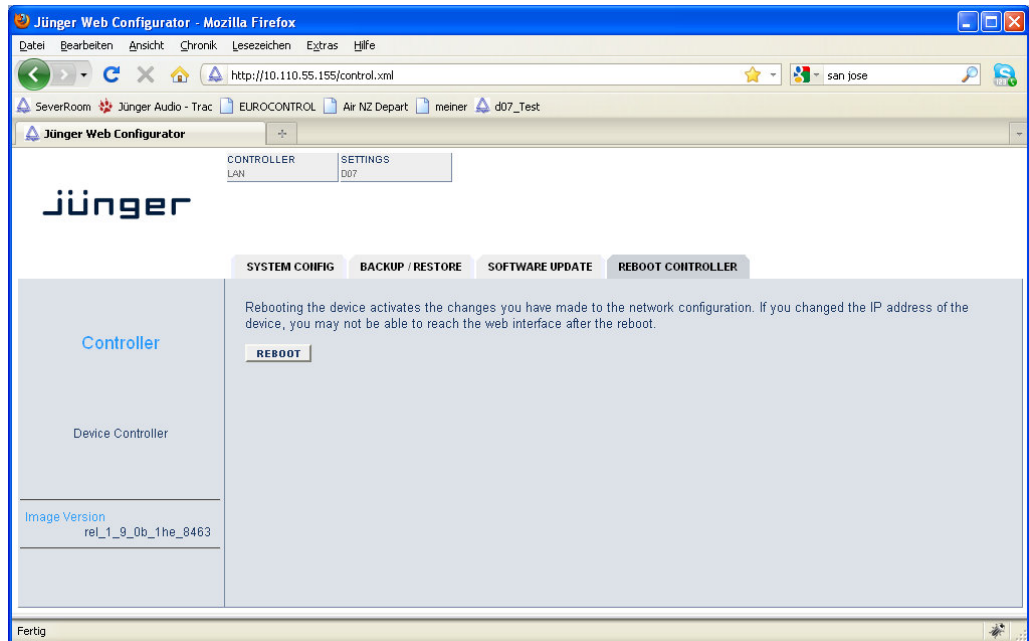 Jünger Web Configurator - Mozilla Firefox
Datei Bearbeiten Ansicht Chronik Lesezeichen Extras Hilfe
http://10.110.55.155/control.xml san jose
SeverRoom Jünger Audio - Trac EUROCONTROL Air NZ Depart meiner d07_Test
Jünger Web Configurator
CONTROLLER SETTINGS
LAN D07
jünger
SYSTEM CONFIG BACKUP / RESTORE SOFTWARE UPDATE REBOOT CONTROLLER
Rebooting the device activates the changes you have made to the network configuration. If you changed the IP address of the
device, you may not be able to reach the web interface after the reboot.
Controller
REBOOT
Device Controller
Image Version
rel_1_9_0b_1he_8463
Fertig